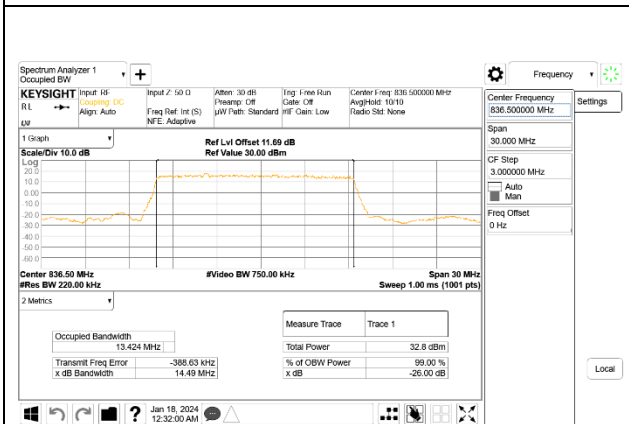 Spectrum Analyzer 1
Occupied BW
Frequency
KEYSIGHT
Input: RF
Input Z: 50 Ω
Atten: 30 dB
Trig: Free Run
Center Freq: 836.500000 MHz
RL
Coupling: DC
Preamp: Off
Gate: Off
Avg|Hold: 10/10
Align: Auto
Freq Ref: Int (S)
µW Path: Standard
#IF Gain: Low
Radio Std: None
NFE: Adaptive
Center Frequency
836.500000 MHz
Settings
Span
30.000 MHz
CF Step
3.000000 MHz
Auto
Man
Freq Offset
0 Hz
1 Graph
Ref Lvl Offset 11.69 dB
Scale/Div 10.0 dB
Ref Value 30.00 dBm
Log
20.0
10.0
0.00
-10.0
-20.0
-30.0
-40.0
-50.0
-60.0
Center 836.50 MHz
#Video BW 750.00 kHz
Span 30 MHz
#Res BW 220.00 kHz
Sweep 1.00 ms (1001 pts)
2 Metrics
Measure Trace
Trace 1
Occupied Bandwidth
13.424 MHz
Total Power
32.8 dBm
Transmit Freq Error
-388.63 kHz
% of OBW Power
99.00 %
x dB Bandwidth
14.49 MHz
x dB
-26.00 dB
Local
?
Jan 18, 2024
12:32:00 AM